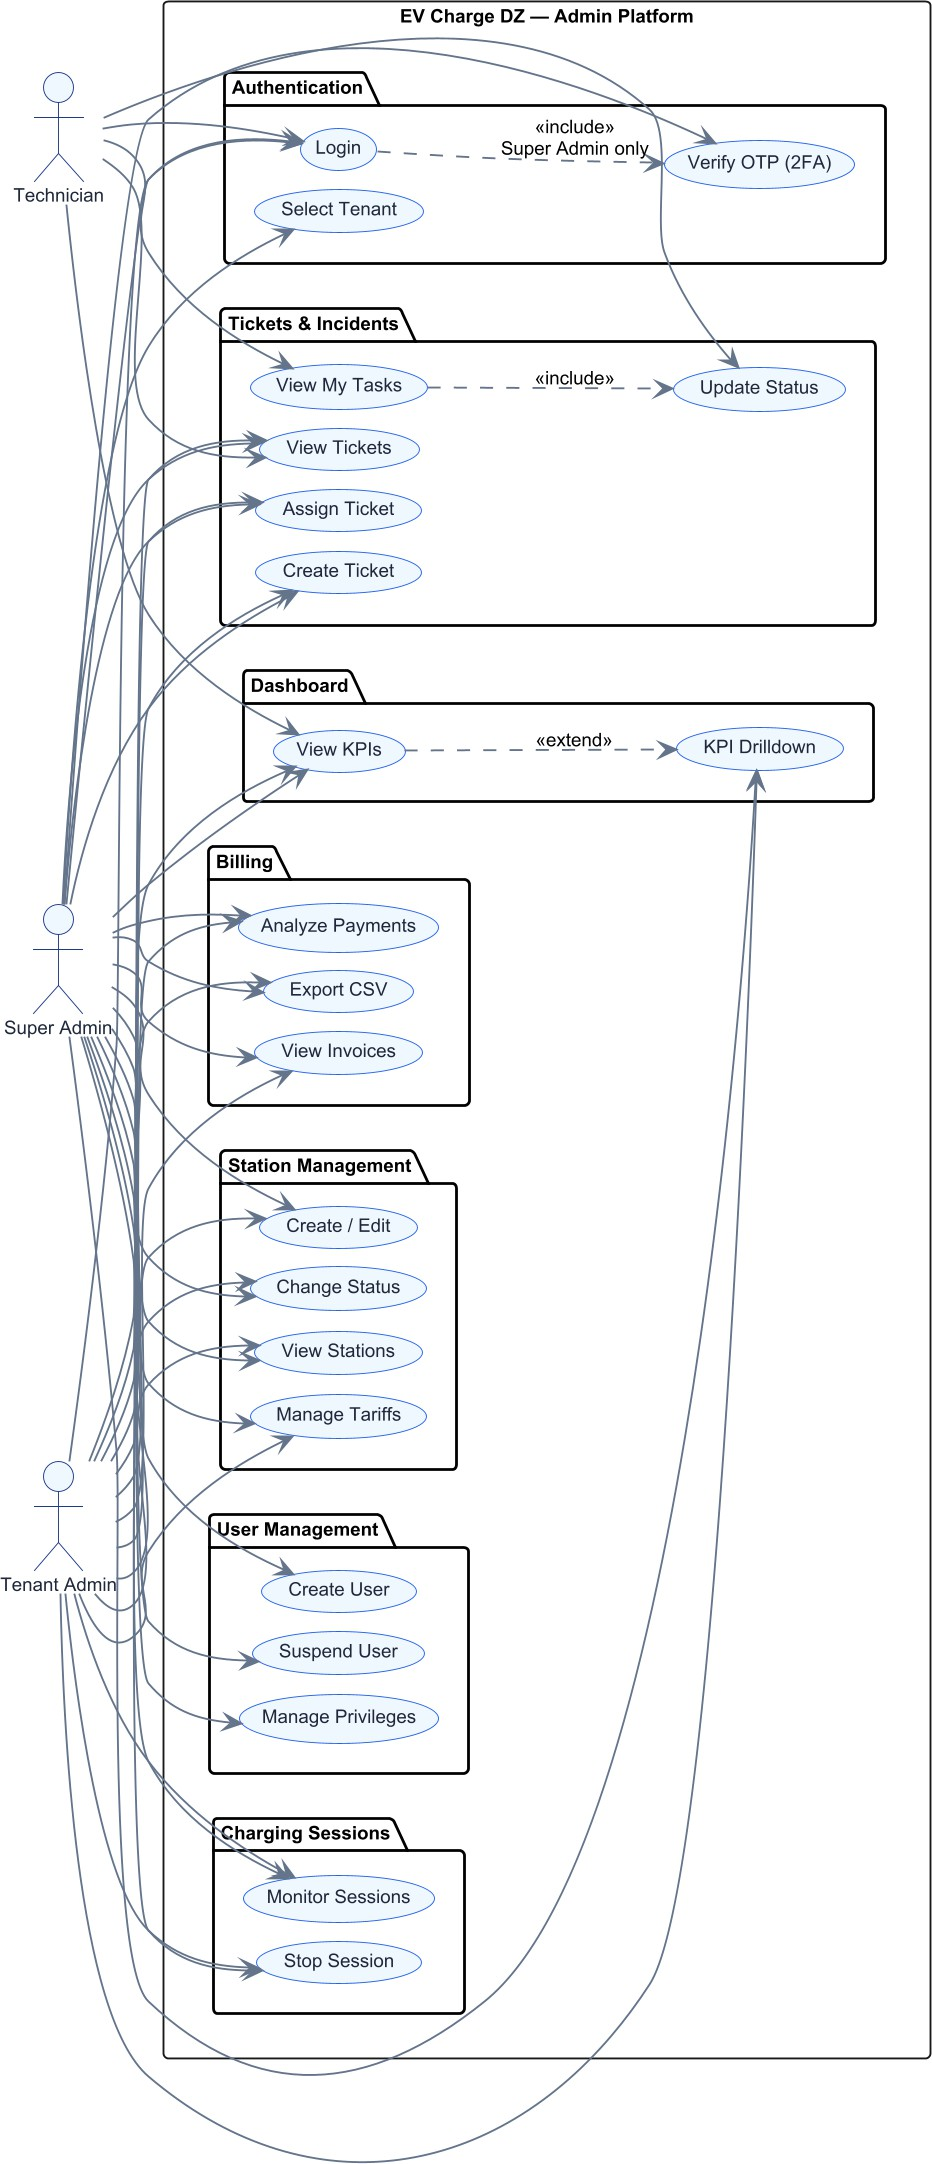 EV Charge DZ — Admin Platform
Authentication
Login
«include»
Super Admin only
Verify OTP (2FA)
Select Tenant
Technician
Tickets & Incidents
View My Tasks
«include»
Update Status
View Tickets
Assign Ticket
Create Ticket
Dashboard
View KPIs
«extend»
KPI Drilldown
Billing
Analyze Payments
Export CSV
View Invoices
Super Admin
Station Management
Create / Edit
Change Status
View Stations
Manage Tariffs
User Management
Create User
Suspend User
Manage Privileges
Tenant Admin
Charging Sessions
Monitor Sessions
Stop Session